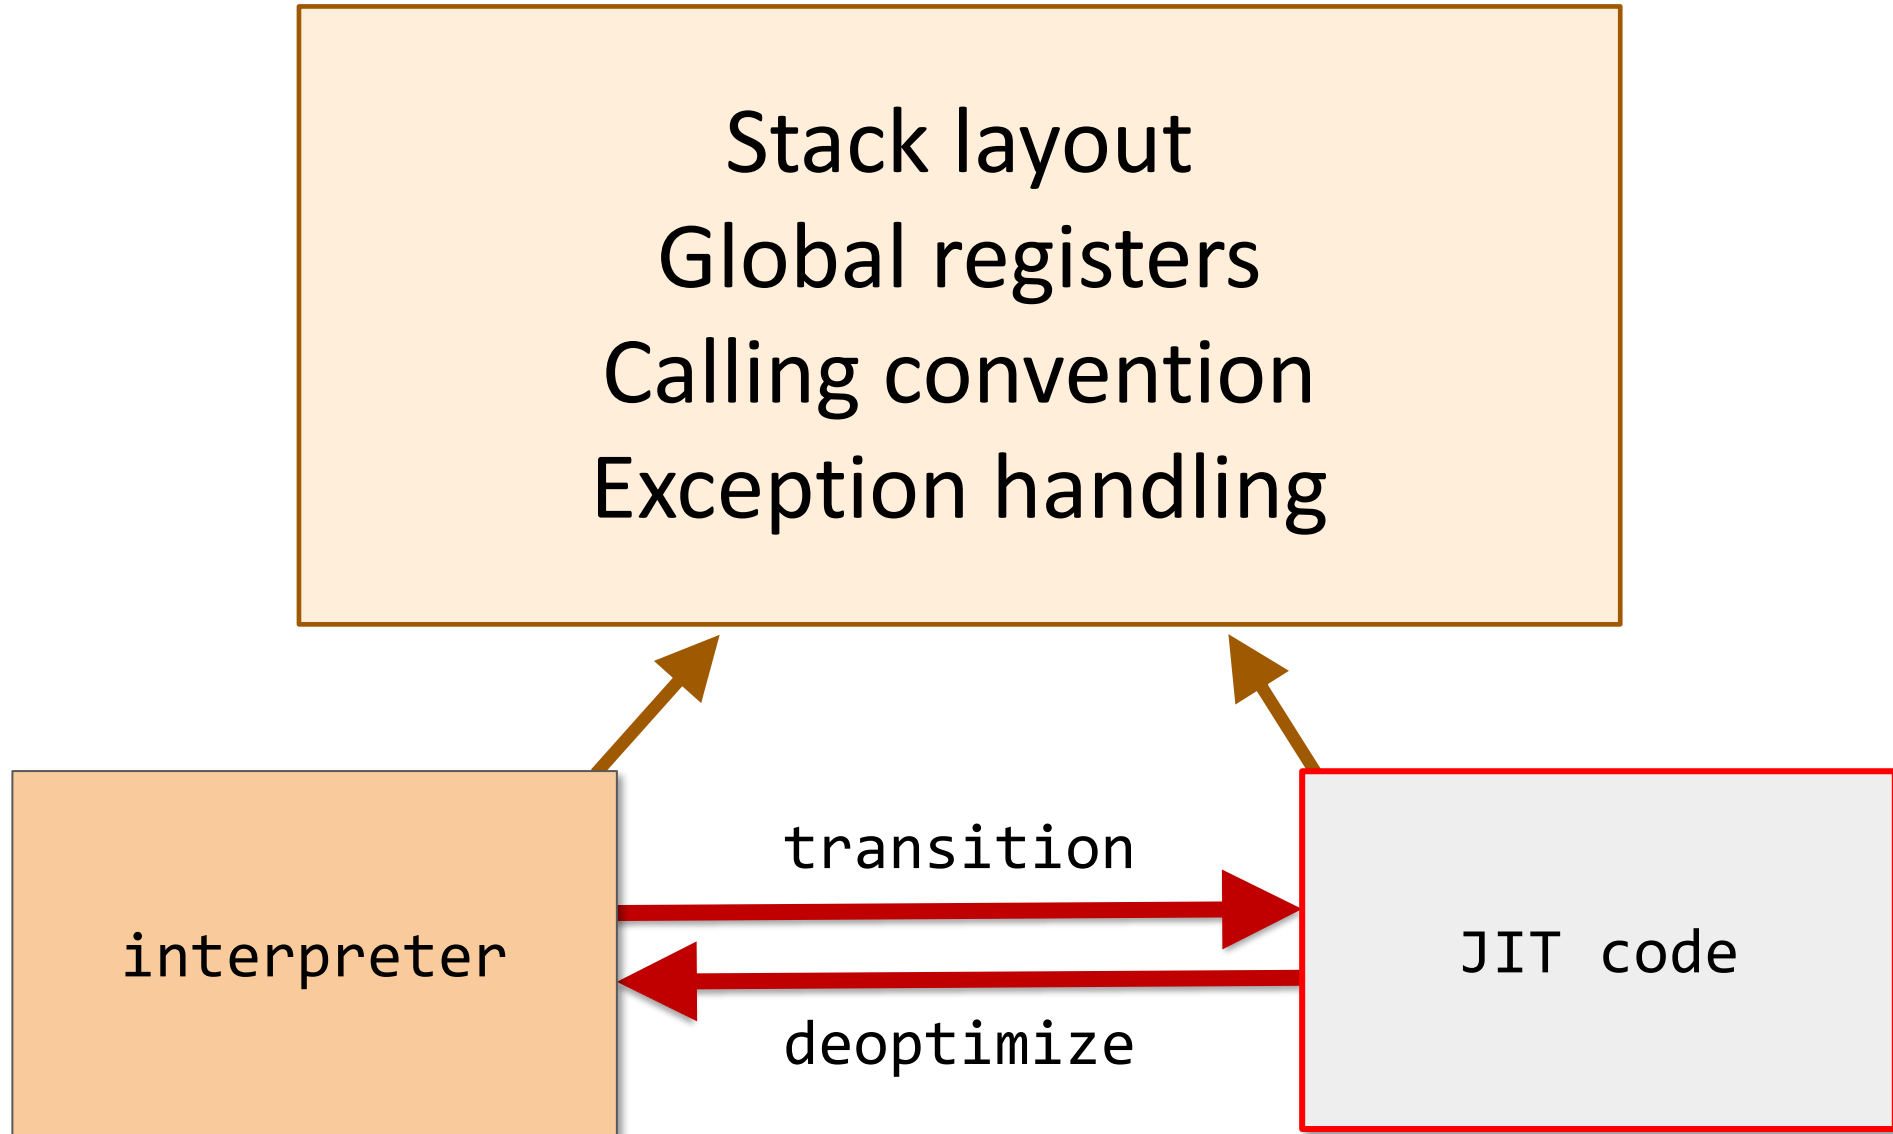 Stack layout
Global registers
Calling convention
Exception handling
transition
interpreter
JIT code
deoptimize